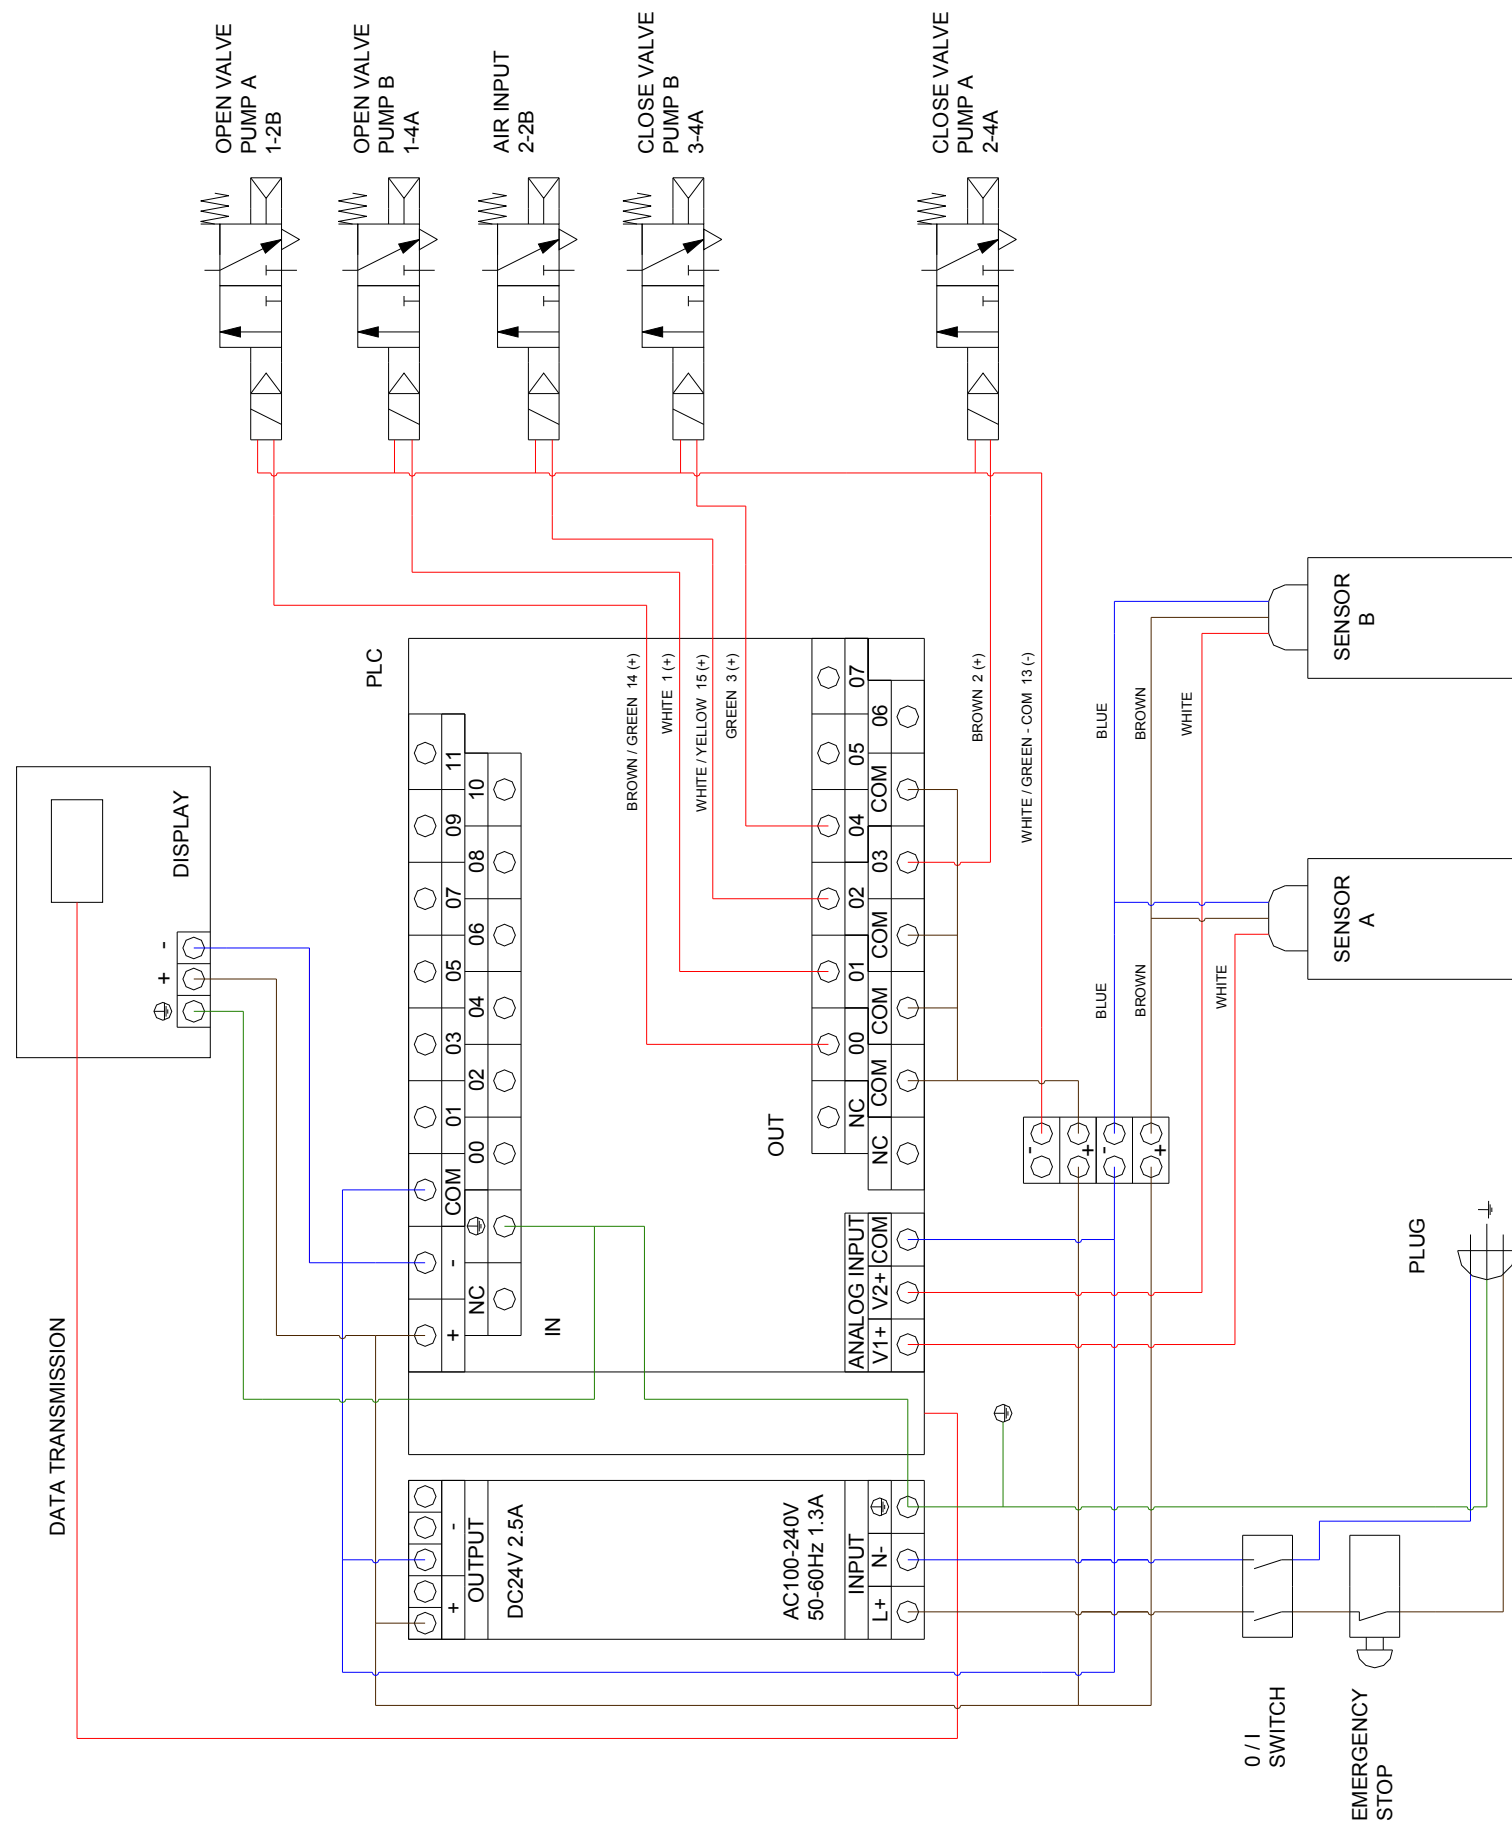 OPEN VALVE
PUMP A
1-2B
OPEN VALVE
PUMP B
1-4A
AIR INPUT
2-2B
CLOSE VALVE
PUMP B
3-4A
CLOSE VALVE
PUMP A
2-4A
PLC
DISPLAY
- 
+
DATA TRANSMISSION
BROWN / GREEN 14 (+)
WHITE 1 (+)
WHITE / YELLOW 15 (+)
GREEN 3 (+)
BROWN 2 (+)
WHITE / GREEN - COM 13 (-)
+ - COM 01 03 05 07 09 11
NC 00 02 04 06 08 10
IN
OUT
NC 00 01 02 04 05 07
NC COM COM COM 03 COM 06
ANALOG INPUT
V1+ V2+ COM
- 
+
- 
+
BLUE
BROWN
WHITE
BLUE
BROWN
WHITE
SENSOR
B
SENSOR
A
+ -
OUTPUT
DC24V 2.5A
AC100-240V
50-60Hz 1.3A
INPUT
L+ N-
PLUG
0 / I
SWITCH
EMERGENCY
STOP